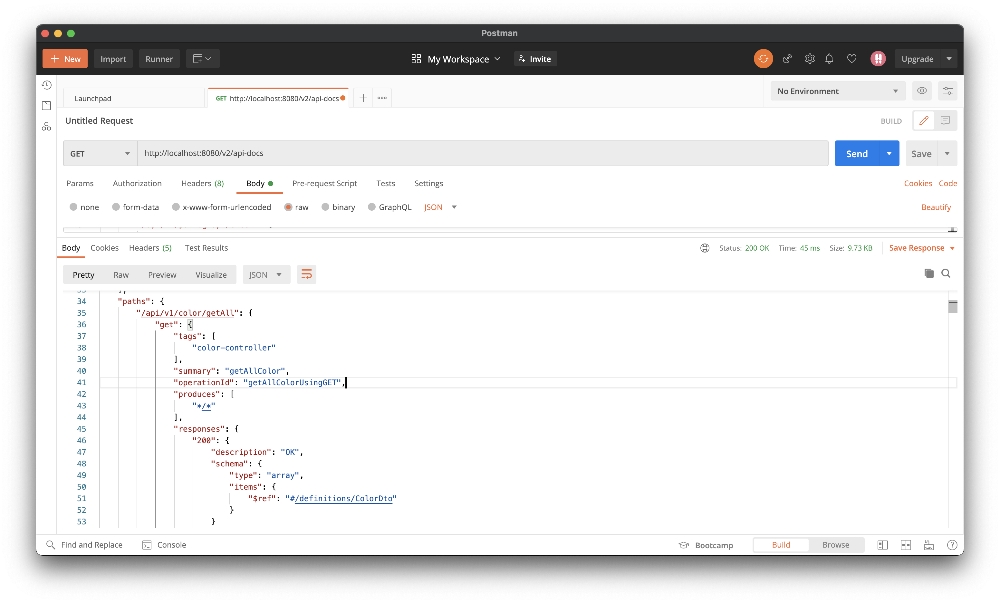 Postman
New Import Runner My Workspace Invite Upgrade
Launchpad GET http://localhost:8080/v2/api-docs No Environment
Untitled Request BUILD
GET http://localhost:8080/v2/api-docs Send Save
Params Authorization Headers (8) Body Pre-request Script Tests Settings Cookies Code
none form-data x-www-form-urlencoded raw binary GraphQL JSON Beautify
Body Cookies Headers (5) Test Results Status: 200 OK Time: 45 ms Size: 9.73 KB Save Response
Pretty Raw Preview Visualize JSON
34 "paths": {
35 "/api/v1/color/getAll": {
36 "get": {
37 "tags": [
38 "color-controller"
39 ],
40 "summary": "getAllColor",
41 "operationId": "getAllColorUsingGET",
42 "produces": [
43 "*/*"
44 ],
45 "responses": {
46 "200": {
47 "description": "OK",
48 "schema": {
49 "type": "array",
50 "items": {
51 "$ref": "#/definitions/ColorDto"
52 }
53 }
Find and Replace Console Bootcamp Build Browse